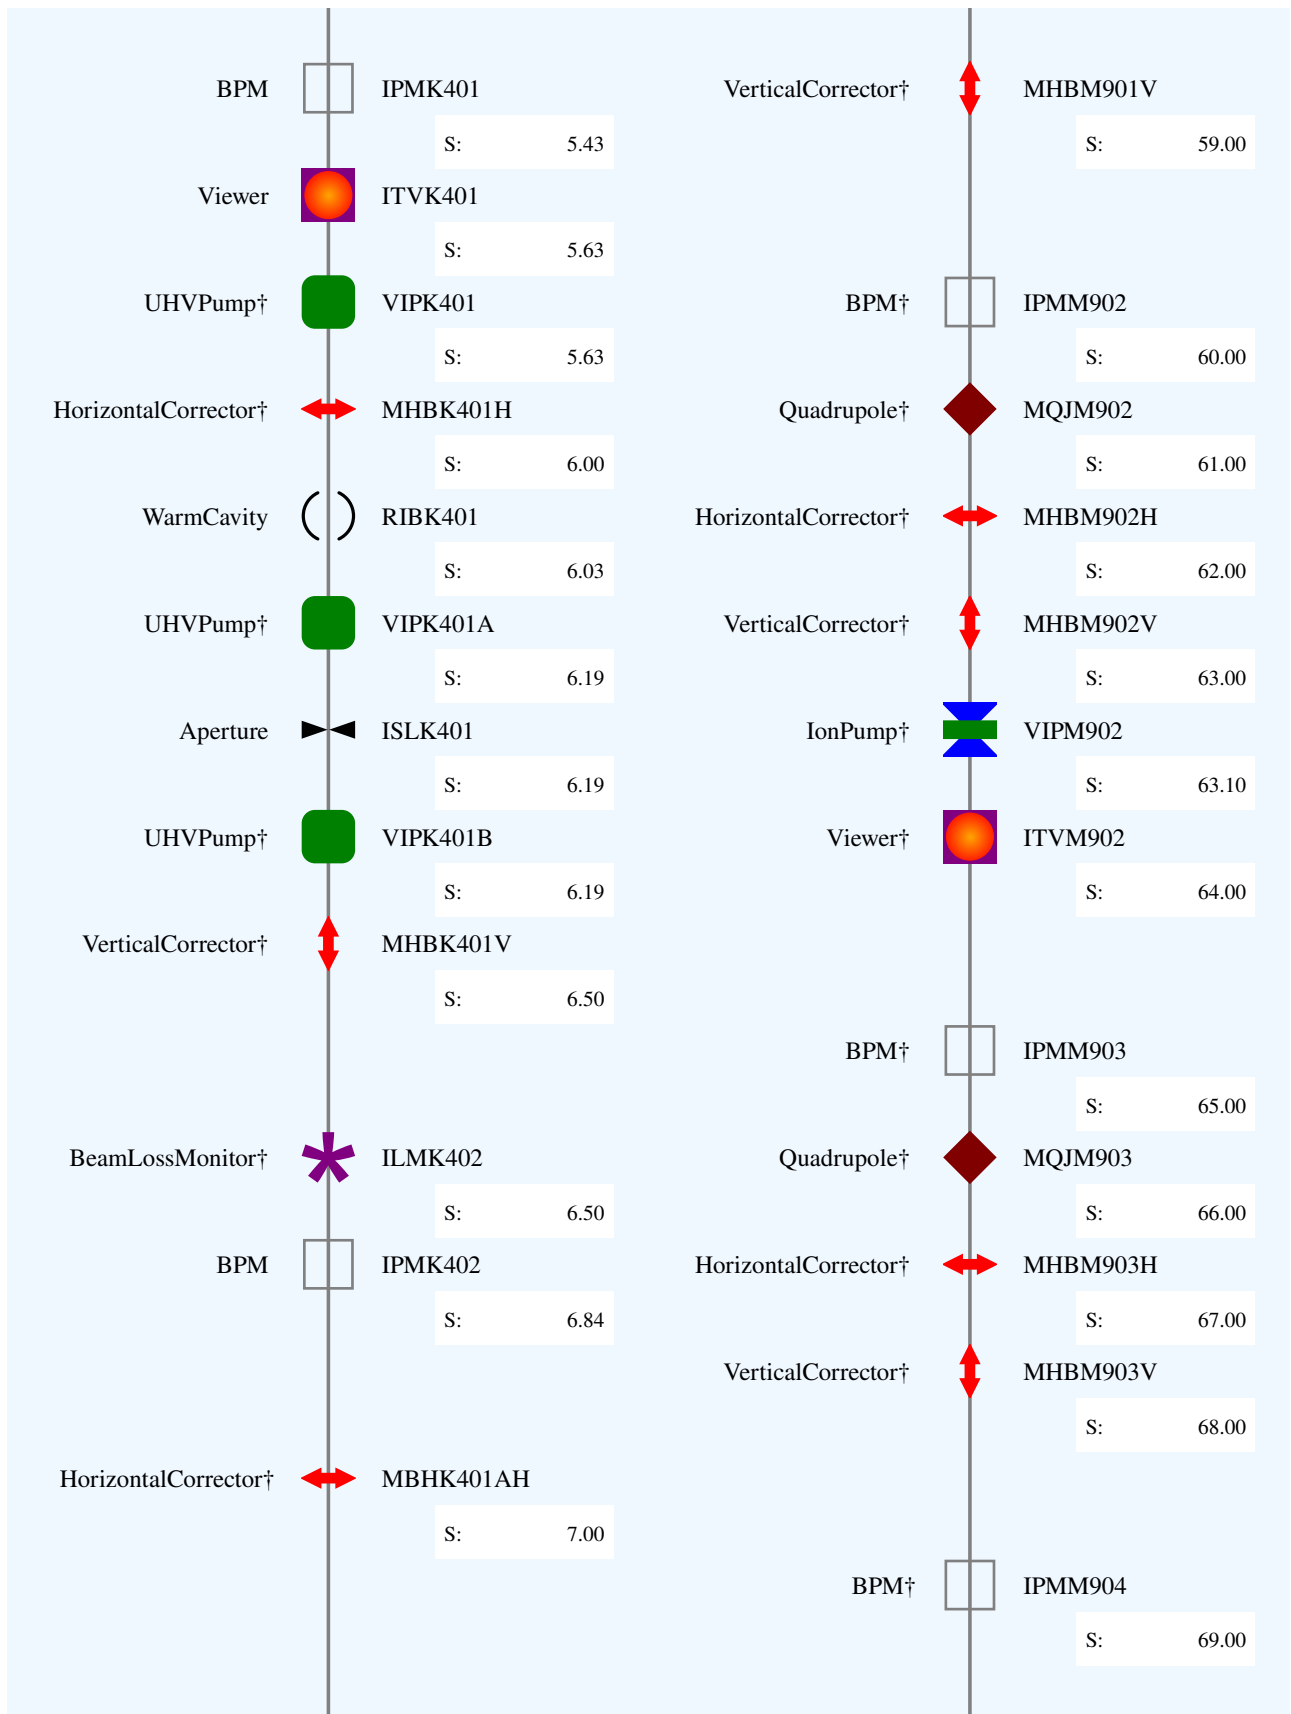 BPM IPMK401
S: 5.43
Viewer ITVK401
S: 5.63
UHVPump† VIPK401
S: 5.63
HorizontalCorrector† MHBK401H
S: 6.00
WarmCavity RIBK401
S: 6.03
UHVPump† VIPK401A
S: 6.19
Aperture ISLK401
S: 6.19
UHVPump† VIPK401B
S: 6.19
VerticalCorrector† MHBK401V
S: 6.50
BeamLossMonitor† ILMK402
S: 6.50
BPM IPMK402
S: 6.84
HorizontalCorrector† MBHK401AH
S: 7.00
VerticalCorrector† MHBM901V
S: 59.00
BPM† IPMM902
S: 60.00
Quadrupole† MQJM902
S: 61.00
HorizontalCorrector† MHBM902H
S: 62.00
VerticalCorrector† MHBM902V
S: 63.00
IonPump† VIPM902
S: 63.10
Viewer† ITVM902
S: 64.00
BPM† IPMM903
S: 65.00
Quadrupole† MQJM903
S: 66.00
HorizontalCorrector† MHBM903H
S: 67.00
VerticalCorrector† MHBM903V
S: 68.00
BPM† IPMM904
S: 69.00